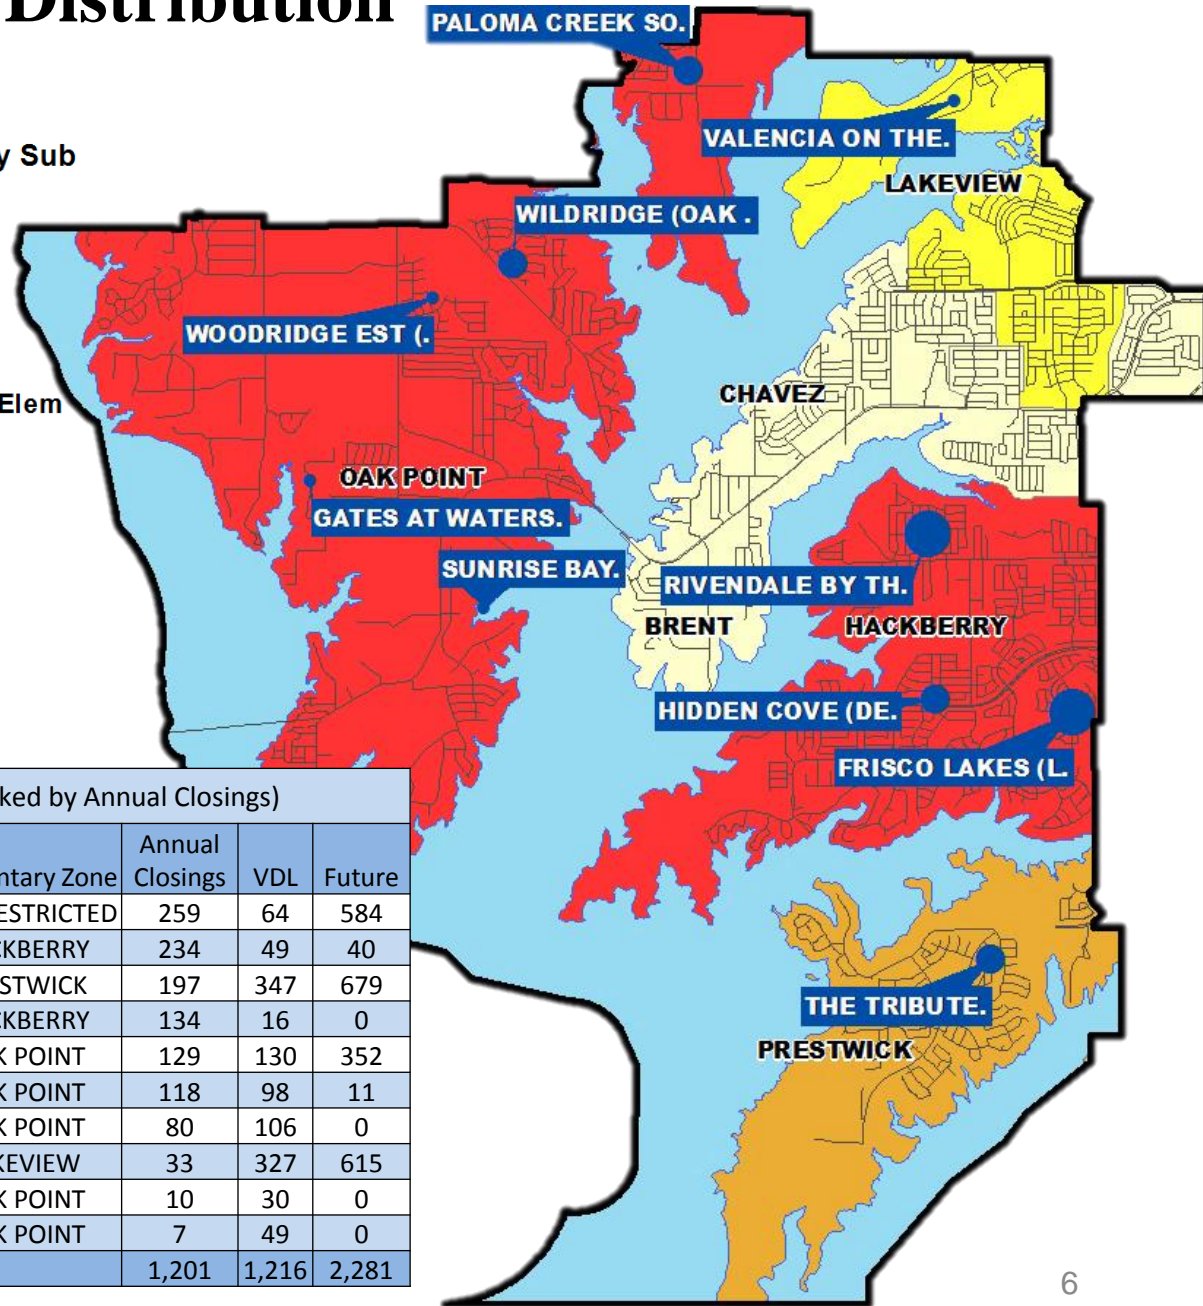 Distribution
PALOMA CREEK SO.
y Sub
VALENCIA ON THE.
LAKEVIEW
WILDRIDGE (OAK .
WOODRIDGE EST (.
CHAVEZ
Elem
OAK POINT
GATES AT WATERS.
SUNRISE BAY.
RIVENDALE BY TH.
BRENT
HACKBERRY
HIDDEN COVE (DE.
FRISCO LAKES (L.
THE TRIBUTE.
PRESTWICK
ked by Annual Closings)
ntary Zone Annual Closings VDL Future
ESTRICTED 259 64 584
CKBERRY 234 49 40
STWICK 197 347 679
CKBERRY 134 16 0
K POINT 129 130 352
K POINT 118 98 11
K POINT 80 106 0
KEVIEW 33 327 615
K POINT 10 30 0
K POINT 7 49 0
1,201 1,216 2,281
6